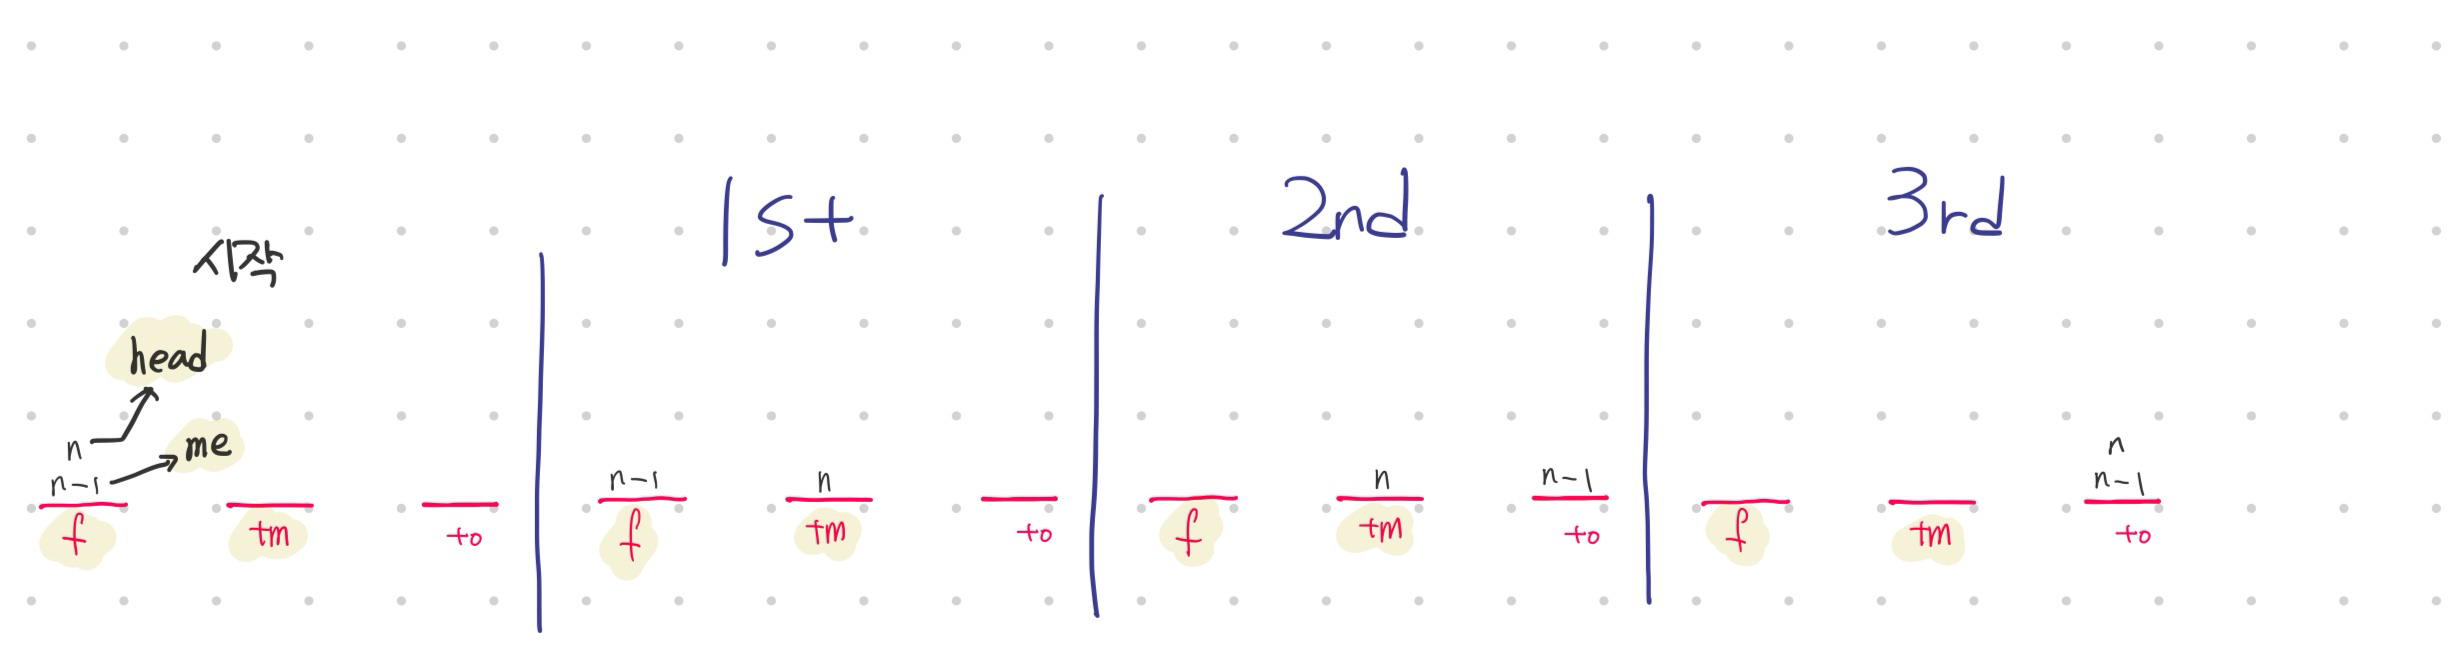 시작
head
n
me
n-1
f tm to
1st
n-1 n
f tm to
2nd
n n-1
f tm to
3rd
n
n-1
f tm to